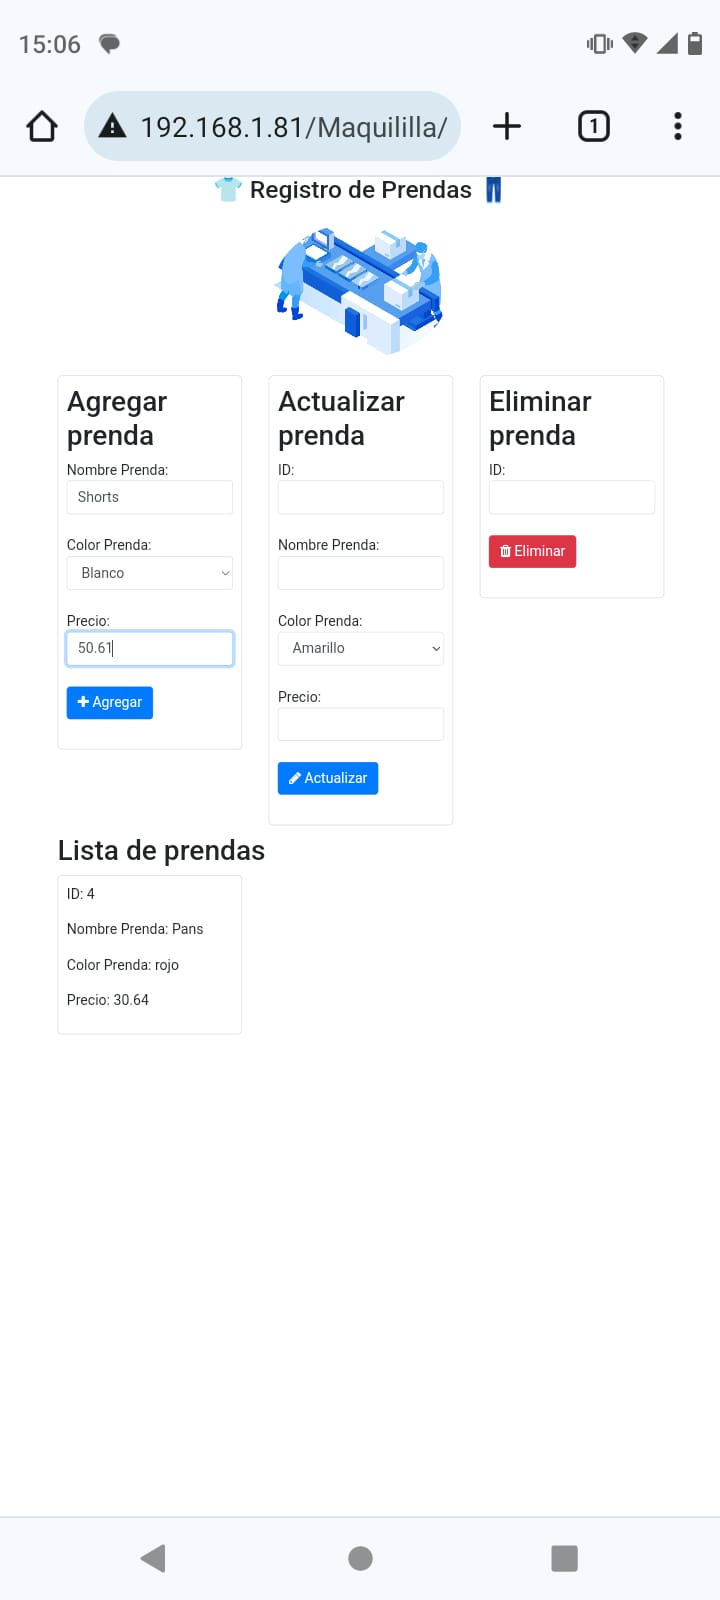 15:06
192.168.1.81/Maquililla/
1
Registro de Prendas
Agregar prenda
Nombre Prenda:
Shorts
Color Prenda:
Blanco
Precio:
50.61
Agregar
Actualizar prenda
ID:
Nombre Prenda:
Color Prenda:
Amarillo
Precio:
Actualizar
Eliminar prenda
ID:
Eliminar
Lista de prendas
ID: 4
Nombre Prenda: Pans
Color Prenda: rojo
Precio: 30.64